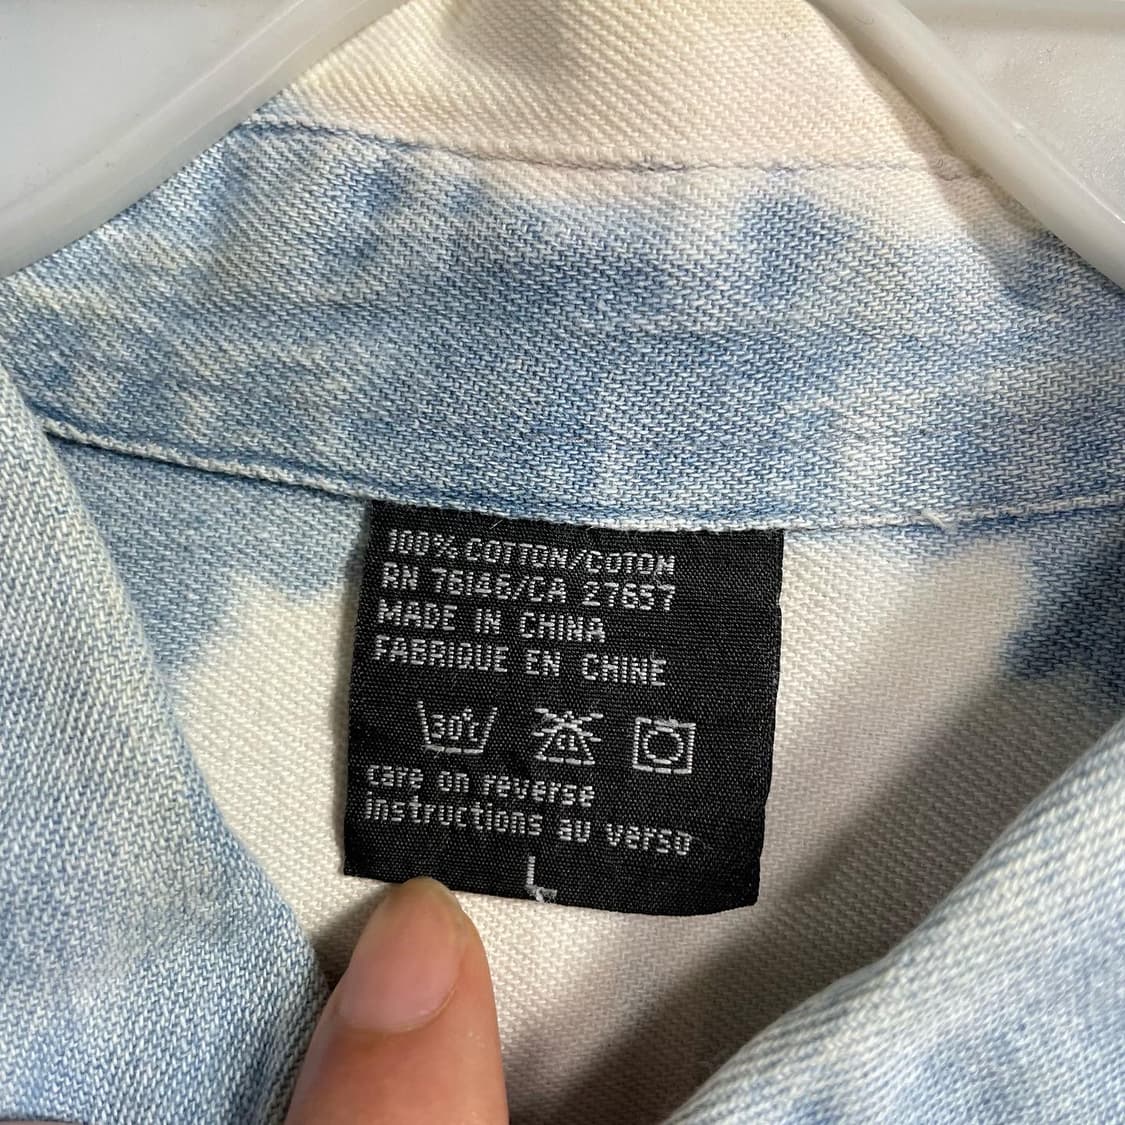 100% COTTON/COTON
RN 76146/CA 27657
MADE IN CHINA
FABRIQUE EN CHINE
30°c
care on reverse
instructions au verso
L